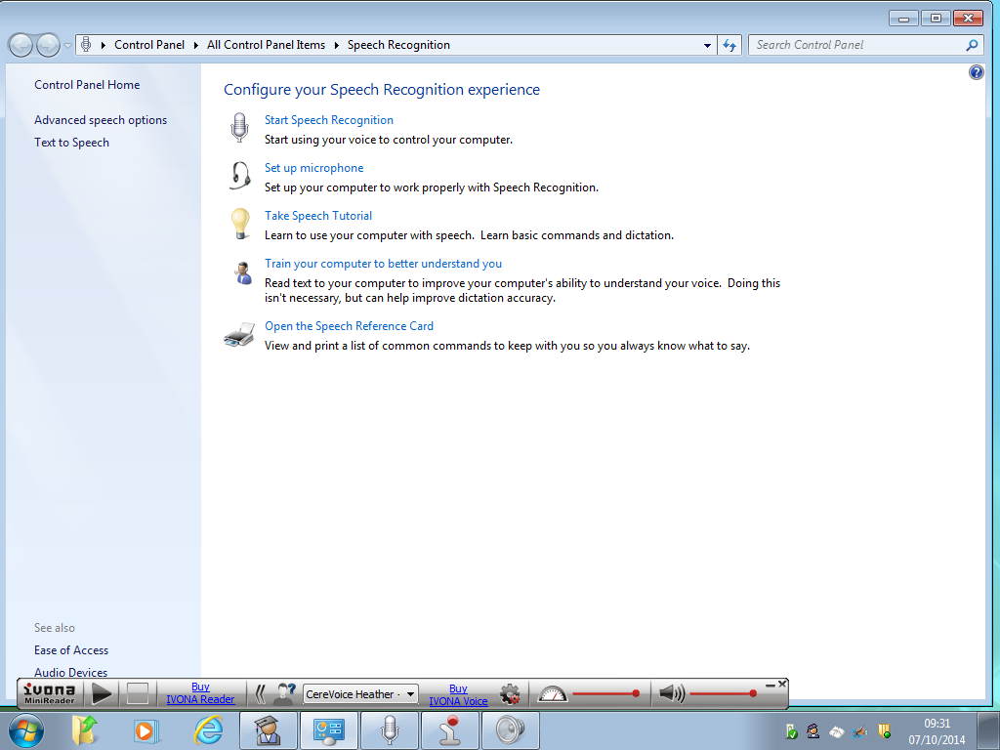 Control Panel All Control Panel Items Speech Recognition
Search Control Panel
Control Panel Home
Advanced speech options
Text to Speech
Configure your Speech Recognition experience
Start Speech Recognition
Start using your voice to control your computer.
Set up microphone
Set up your computer to work properly with Speech Recognition.
Take Speech Tutorial
Learn to use your computer with speech.  Learn basic commands and dictation.
Train your computer to better understand you
Read text to your computer to improve your computer's ability to understand your voice.  Doing this
isn't necessary, but can help improve dictation accuracy.
Open the Speech Reference Card
View and print a list of common commands to keep with you so you always know what to say.
See also
Ease of Access
Audio Devices
ivona
MiniReader
Buy
IVONA Reader
CereVoice Heather -
Buy
IVONA Voice
09:31
07/10/2014